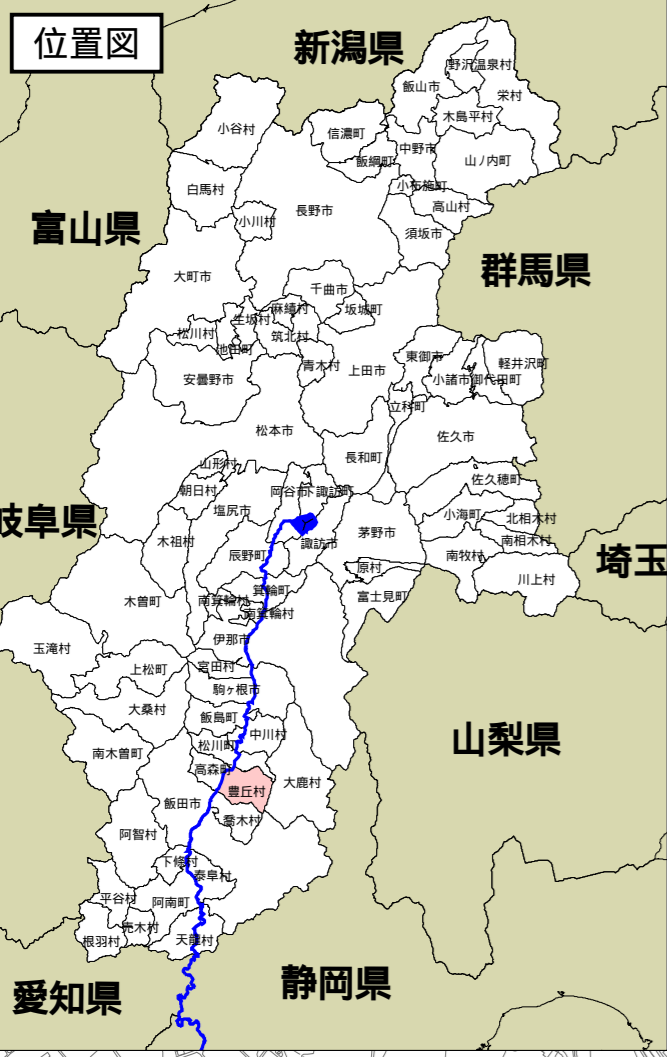 位置図
新潟県
野沢温泉村
飯山市
栄村
木島平村
小谷村
信濃町
中野市
飯綱町
山ノ内町
白馬村
小布施町
高山村
長野市
小川村
富山県
須坂市
群馬県
大町市
千曲市
麻績村
坂城町
生坂村
松川村
筑北村
池田町
東御市
青木村
上田市
軽井沢町
安曇野市
小諸市
御代田町
立科町
松本市
佐久市
長和町
山形村
佐久穂町
朝日村
岡谷市
下諏訪町
塩尻市
小海町
北相木村
岐阜県
茅野市
木祖村
諏訪市
南相木村
辰野町
南牧村
埼玉
原村
川上村
箕輪町
富士見町
木曽町
南箕輪村
南箕輪村
伊那市
玉滝村
宮田村
上松町
駒ヶ根市
大桑村
飯島町
中川村
山梨県
松川町
南木曽町
高森町
大鹿村
豊丘村
飯田市
喬木村
阿智村
下條村
泰阜村
平谷村
阿南町
売木村
根羽村
天龍村
静岡県
愛知県